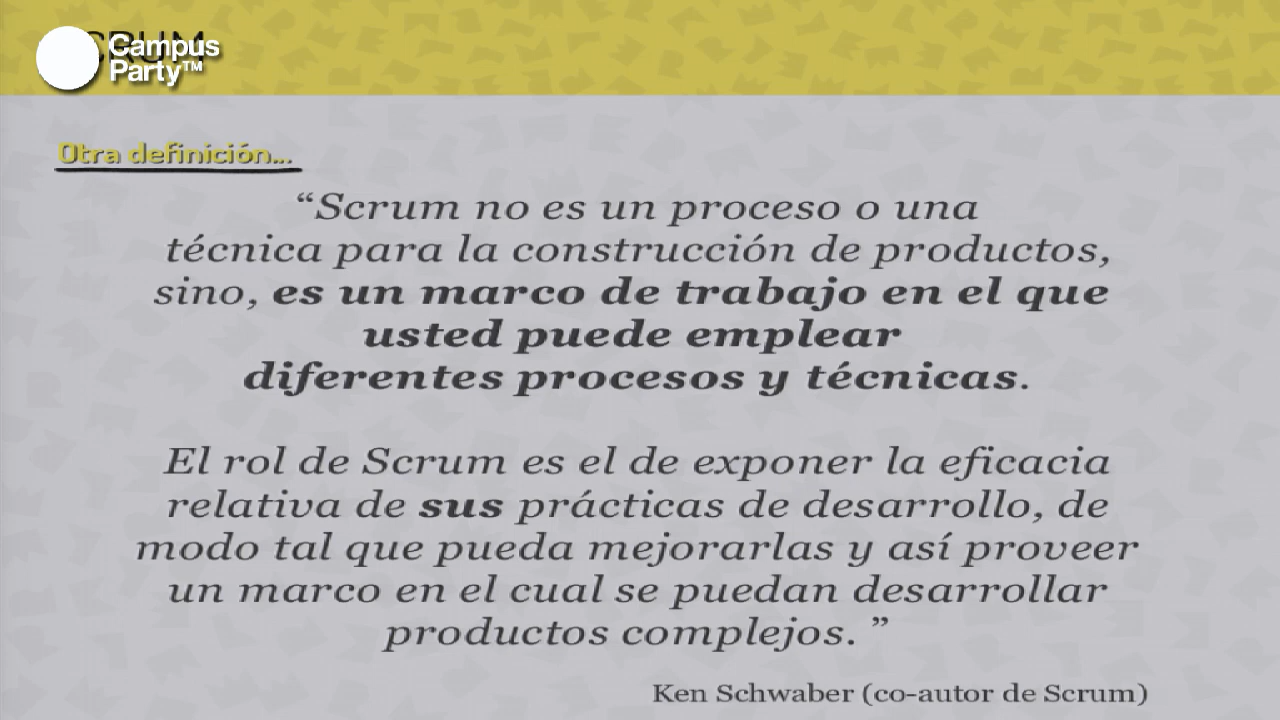 SCRUM
Campus
Party™
Otra definición...
“Scrum no es un proceso o una
técnica para la construcción de productos,
sino, es un marco de trabajo en el que
usted puede emplear
diferentes procesos y técnicas.
El rol de Scrum es el de exponer la eficacia
relativa de sus prácticas de desarrollo, de
modo tal que pueda mejorarlas y así proveer
un marco en el cual se puedan desarrollar
productos complejos. ”
Ken Schwaber (co-autor de Scrum)